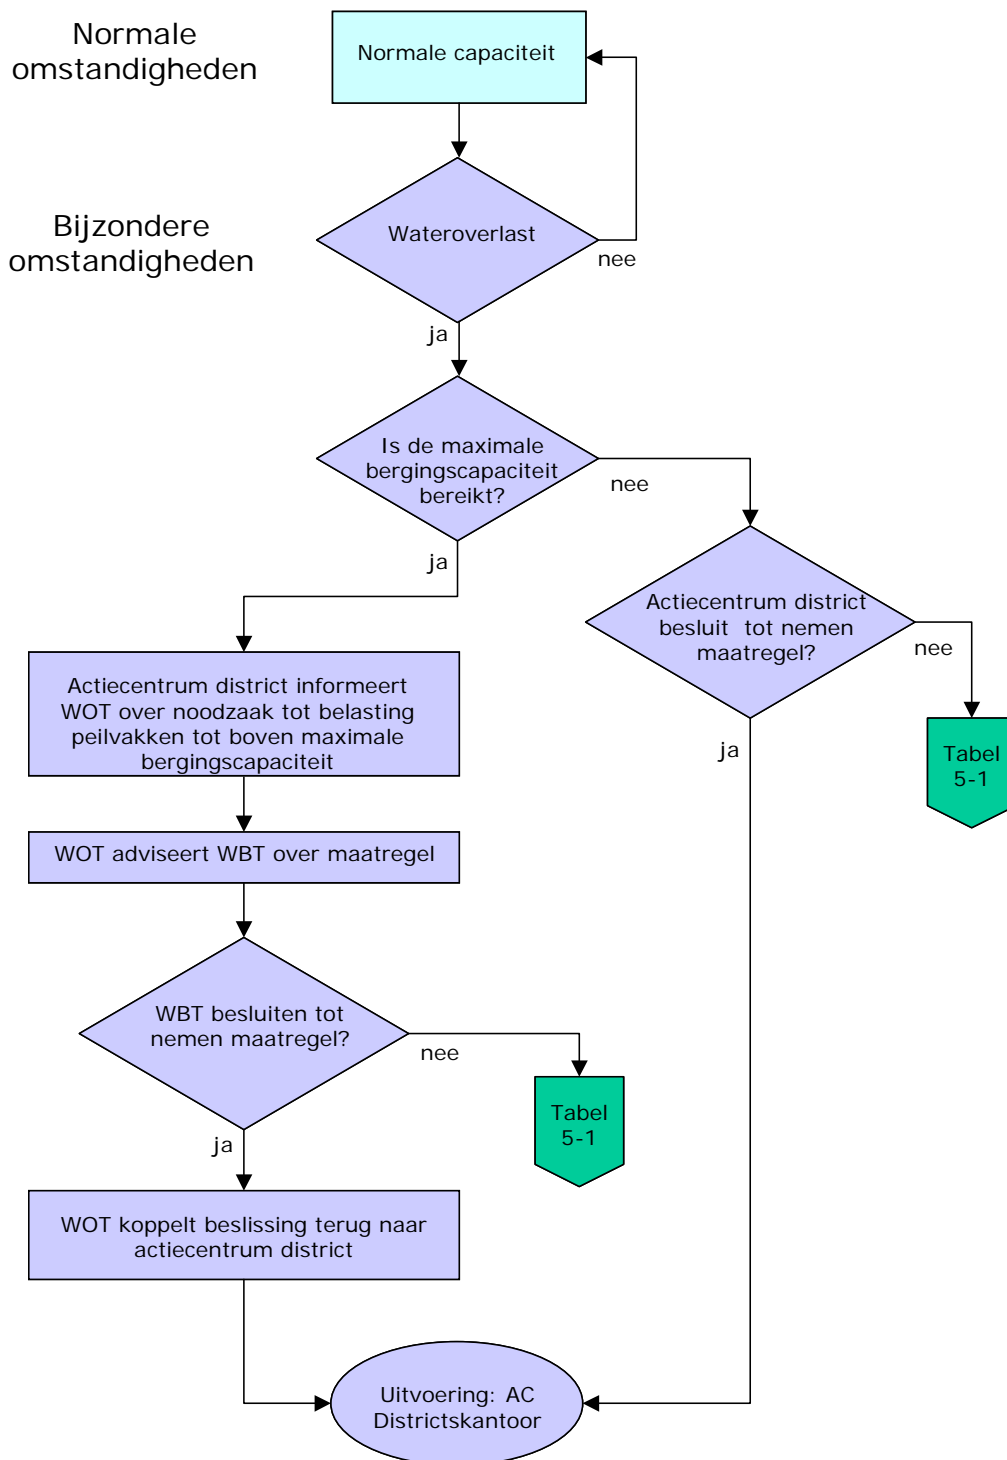 Normale
omstandigheden
Normale capaciteit
Bijzondere
omstandigheden
Wateroverlast
nee
ja
Is de maximale
bergingscapaciteit
bereikt?
nee
ja
Actiecentrum district
besluit tot nemen
maatregel?
nee
ja
Tabel
5-1
Actiecentrum district informeert
WOT over noodzaak tot belasting
peilvakken tot boven maximale
bergingscapaciteit
WOT adviseert WBT over maatregel
WBT besluiten tot
nemen maatregel?
nee
ja
Tabel
5-1
WOT koppelt beslissing terug naar
actiecentrum district
Uitvoering: AC
Districtskantoor